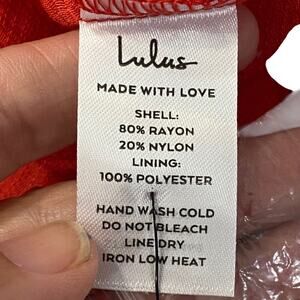 Lulus
MADE WITH LOVE
SHELL:
80% RAYON
20% NYLON
LINING:
100% POLYESTER
HAND WASH COLD
DO NOT BLEACH
LINE DRY
IRON LOW HEAT